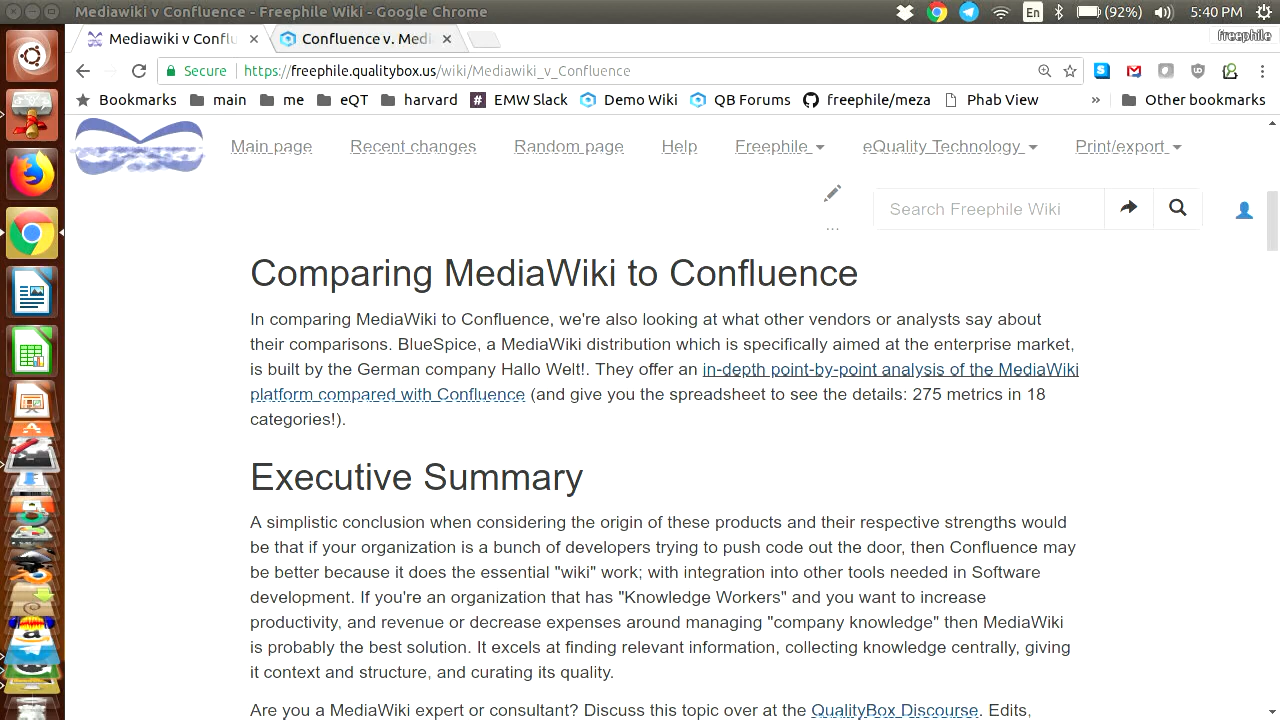 Mediawiki v Confluence - Freephile Wiki - Google Chrome
En
(92%)
5:40 PM
Mediawiki v Conflu
Confluence v. Medi
freephile
Secure
https://freephile.qualitybox.us/wiki/Mediawiki_v_Confluence
Bookmarks main me eQT harvard EMW Slack Demo Wiki QB Forums freephile/meza Phab View » Other bookmarks
Main page Recent changes Random page Help Freephile eQuality Technology Print/export
Search Freephile Wiki
...
Comparing MediaWiki to Confluence
In comparing MediaWiki to Confluence, we're also looking at what other vendors or analysts say about
their comparisons. BlueSpice, a MediaWiki distribution which is specifically aimed at the enterprise market,
is built by the German company Hallo Welt!. They offer an in-depth point-by-point analysis of the MediaWiki
platform compared with Confluence (and give you the spreadsheet to see the details: 275 metrics in 18
categories!).
Executive Summary
A simplistic conclusion when considering the origin of these products and their respective strengths would
be that if your organization is a bunch of developers trying to push code out the door, then Confluence may
be better because it does the essential "wiki" work; with integration into other tools needed in Software
development. If you're an organization that has "Knowledge Workers" and you want to increase
productivity, and revenue or decrease expenses around managing "company knowledge" then MediaWiki
is probably the best solution. It excels at finding relevant information, collecting knowledge centrally, giving
it context and structure, and curating its quality.
Are you a MediaWiki expert or consultant? Discuss this topic over at the QualityBox Discourse. Edits,